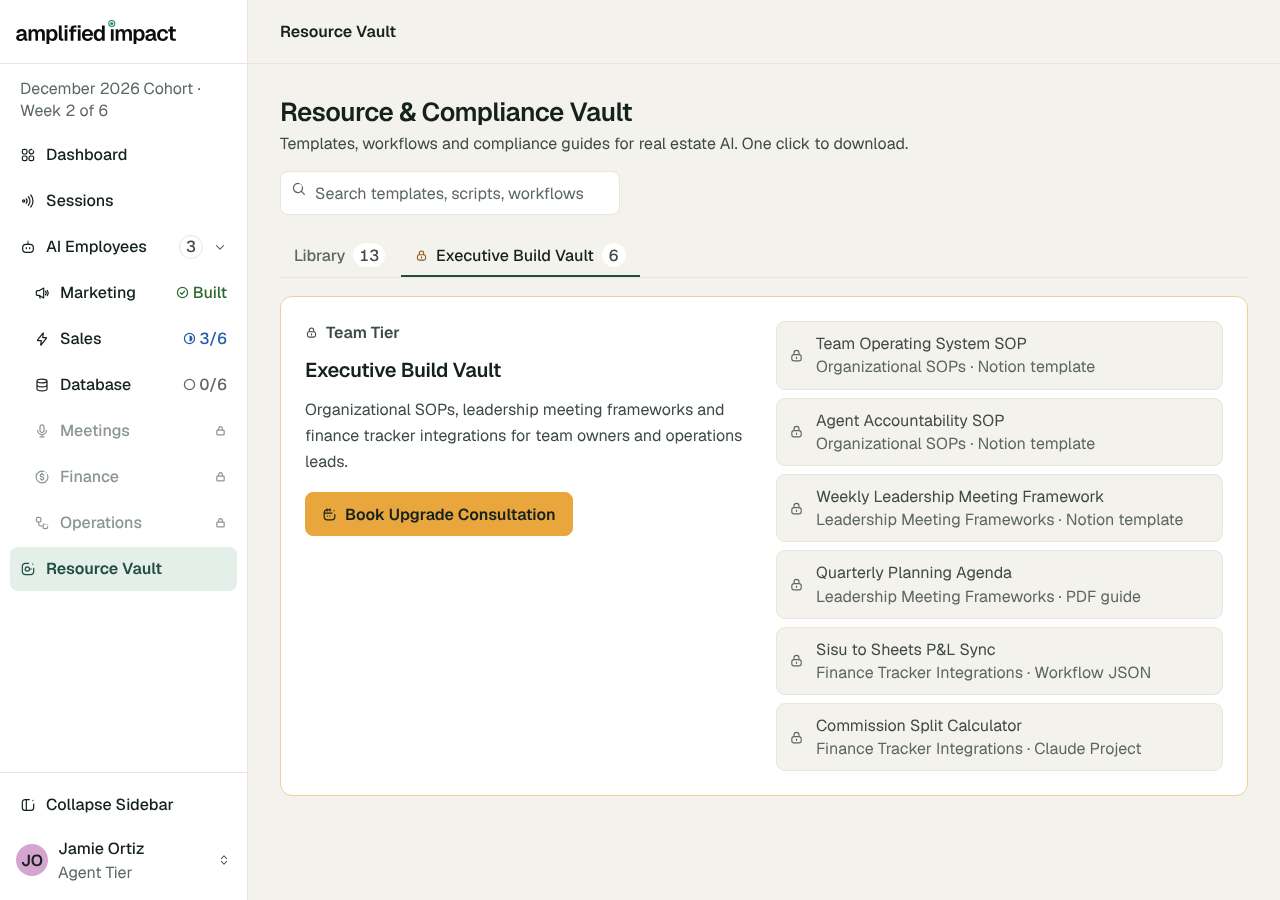 amplified impact
Resource Vault
December 2026 Cohort ·
Week 2 of 6
Dashboard
Sessions
AI Employees 3
Marketing Built
Sales 3/6
Database 0/6
Meetings
Finance
Operations
Resource Vault
Collapse Sidebar
JO
Jamie Ortiz
Agent Tier
Resource & Compliance Vault
Templates, workflows and compliance guides for real estate AI. One click to download.
Search templates, scripts, workflows
Library 13 Executive Build Vault 6
Team Tier
Executive Build Vault
Organizational SOPs, leadership meeting frameworks and
finance tracker integrations for team owners and operations
leads.
Book Upgrade Consultation
Team Operating System SOP
Organizational SOPs · Notion template
Agent Accountability SOP
Organizational SOPs · Notion template
Weekly Leadership Meeting Framework
Leadership Meeting Frameworks · Notion template
Quarterly Planning Agenda
Leadership Meeting Frameworks · PDF guide
Sisu to Sheets P&L Sync
Finance Tracker Integrations · Workflow JSON
Commission Split Calculator
Finance Tracker Integrations · Claude Project